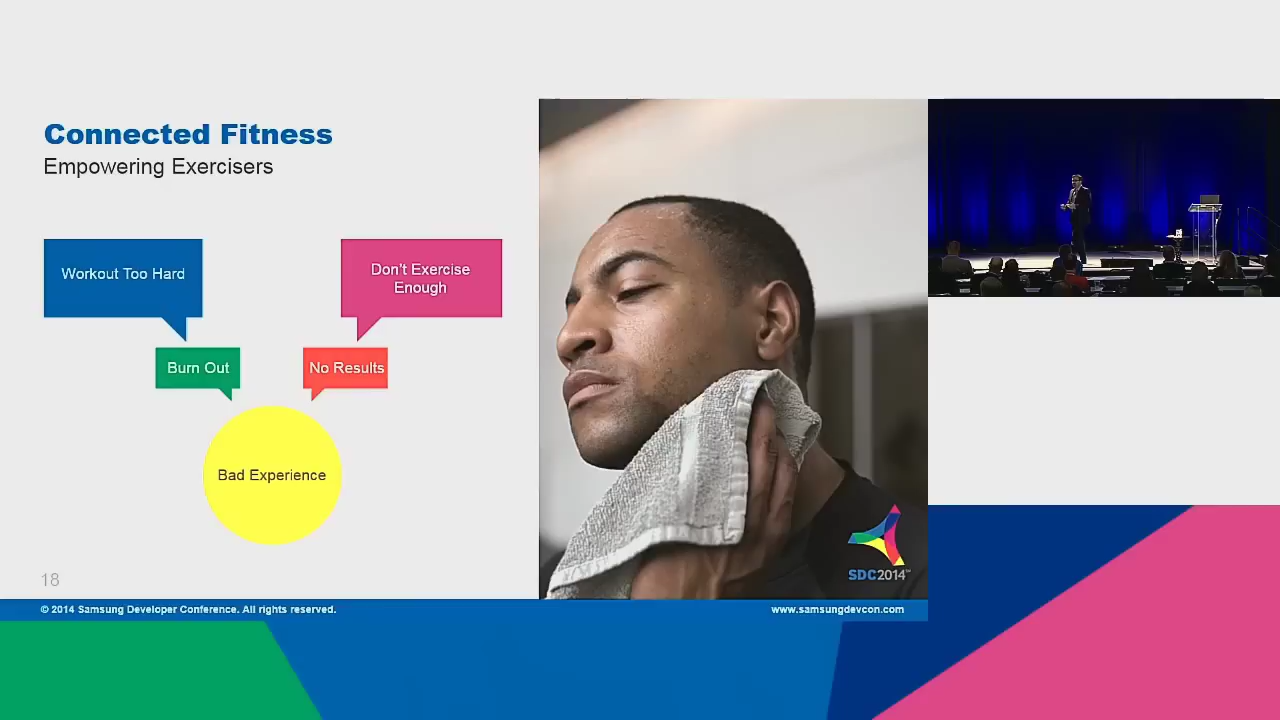 Connected Fitness
Empowering Exercisers
Workout Too Hard
Don't Exercise
Enough
Burn Out
No Results
Bad Experience
SDC2014™
18
© 2014 Samsung Developer Conference. All rights reserved.
www.samsungdevcon.com